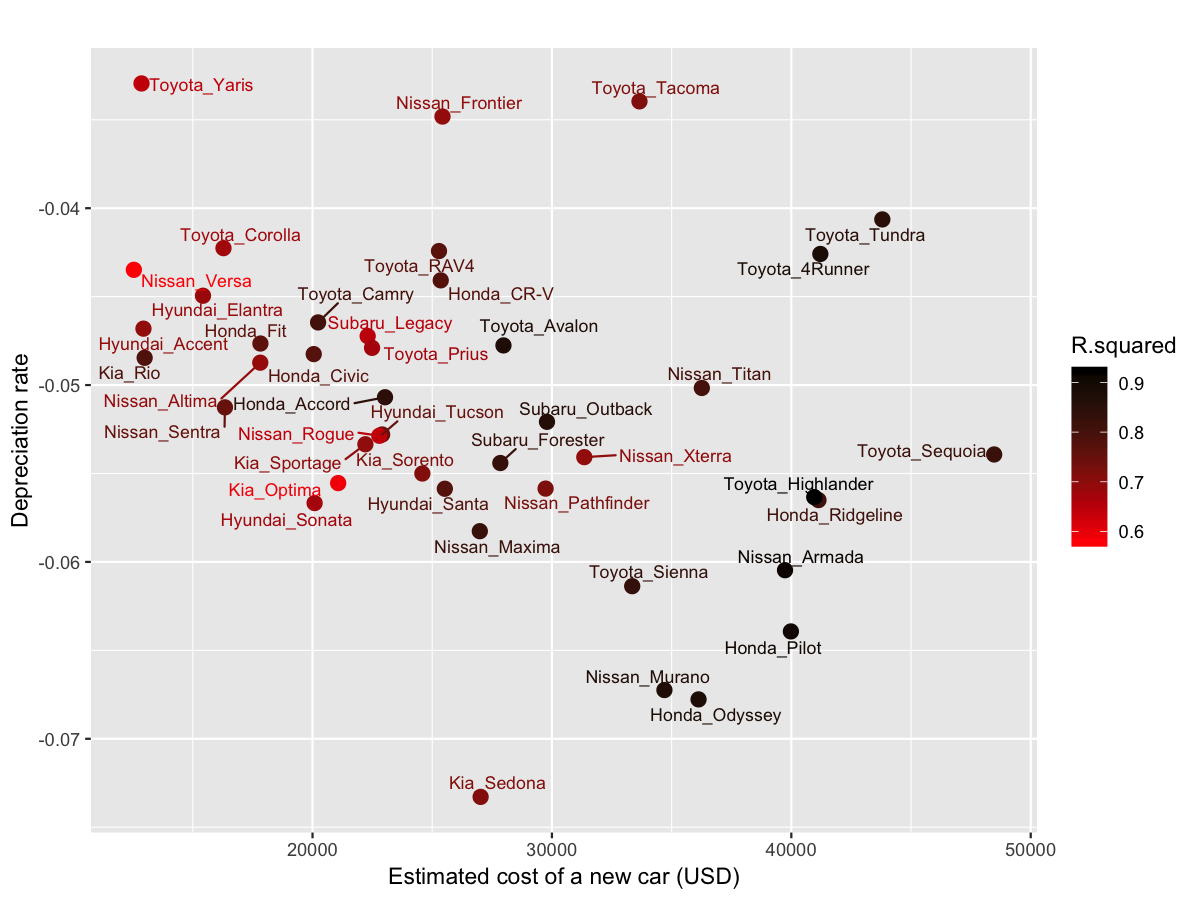 Toyota_Yaris
Toyota_Tacoma
Nissan_Frontier
-0.04
Toyota_Corolla
Toyota_Tundra
Toyota_RAV4
Toyota_4Runner
Nissan_Versa
Toyota_Camry
Honda_CR-V
Hyundai_Elantra
Subaru_Legacy
Toyota_Avalon
Honda_Fit
Hyundai_Accent
Toyota_Prius
R.squared
Kia_Rio
Honda_Civic
Nissan_Titan
-0.05
0.9
Nissan_Altima
Honda_Accord
Hyundai_Tucson
Subaru_Outback
Nissan_Sentra
Nissan_Rogue
Subaru_Forester
0.8
Toyota_Sequoia
Kia_Sportage
Kia_Sorento
Nissan_Xterra
0.7
Kia_Optima
Toyota_Highlander
Hyundai_Santa
Nissan_Pathfinder
Hyundai_Sonata
Honda_Ridgeline
0.6
Nissan_Maxima
Nissan_Armada
-0.06
Toyota_Sienna
Honda_Pilot
Nissan_Murano
Honda_Odyssey
-0.07
Kia_Sedona
Depreciation rate
20000
30000
40000
50000
Estimated cost of a new car (USD)